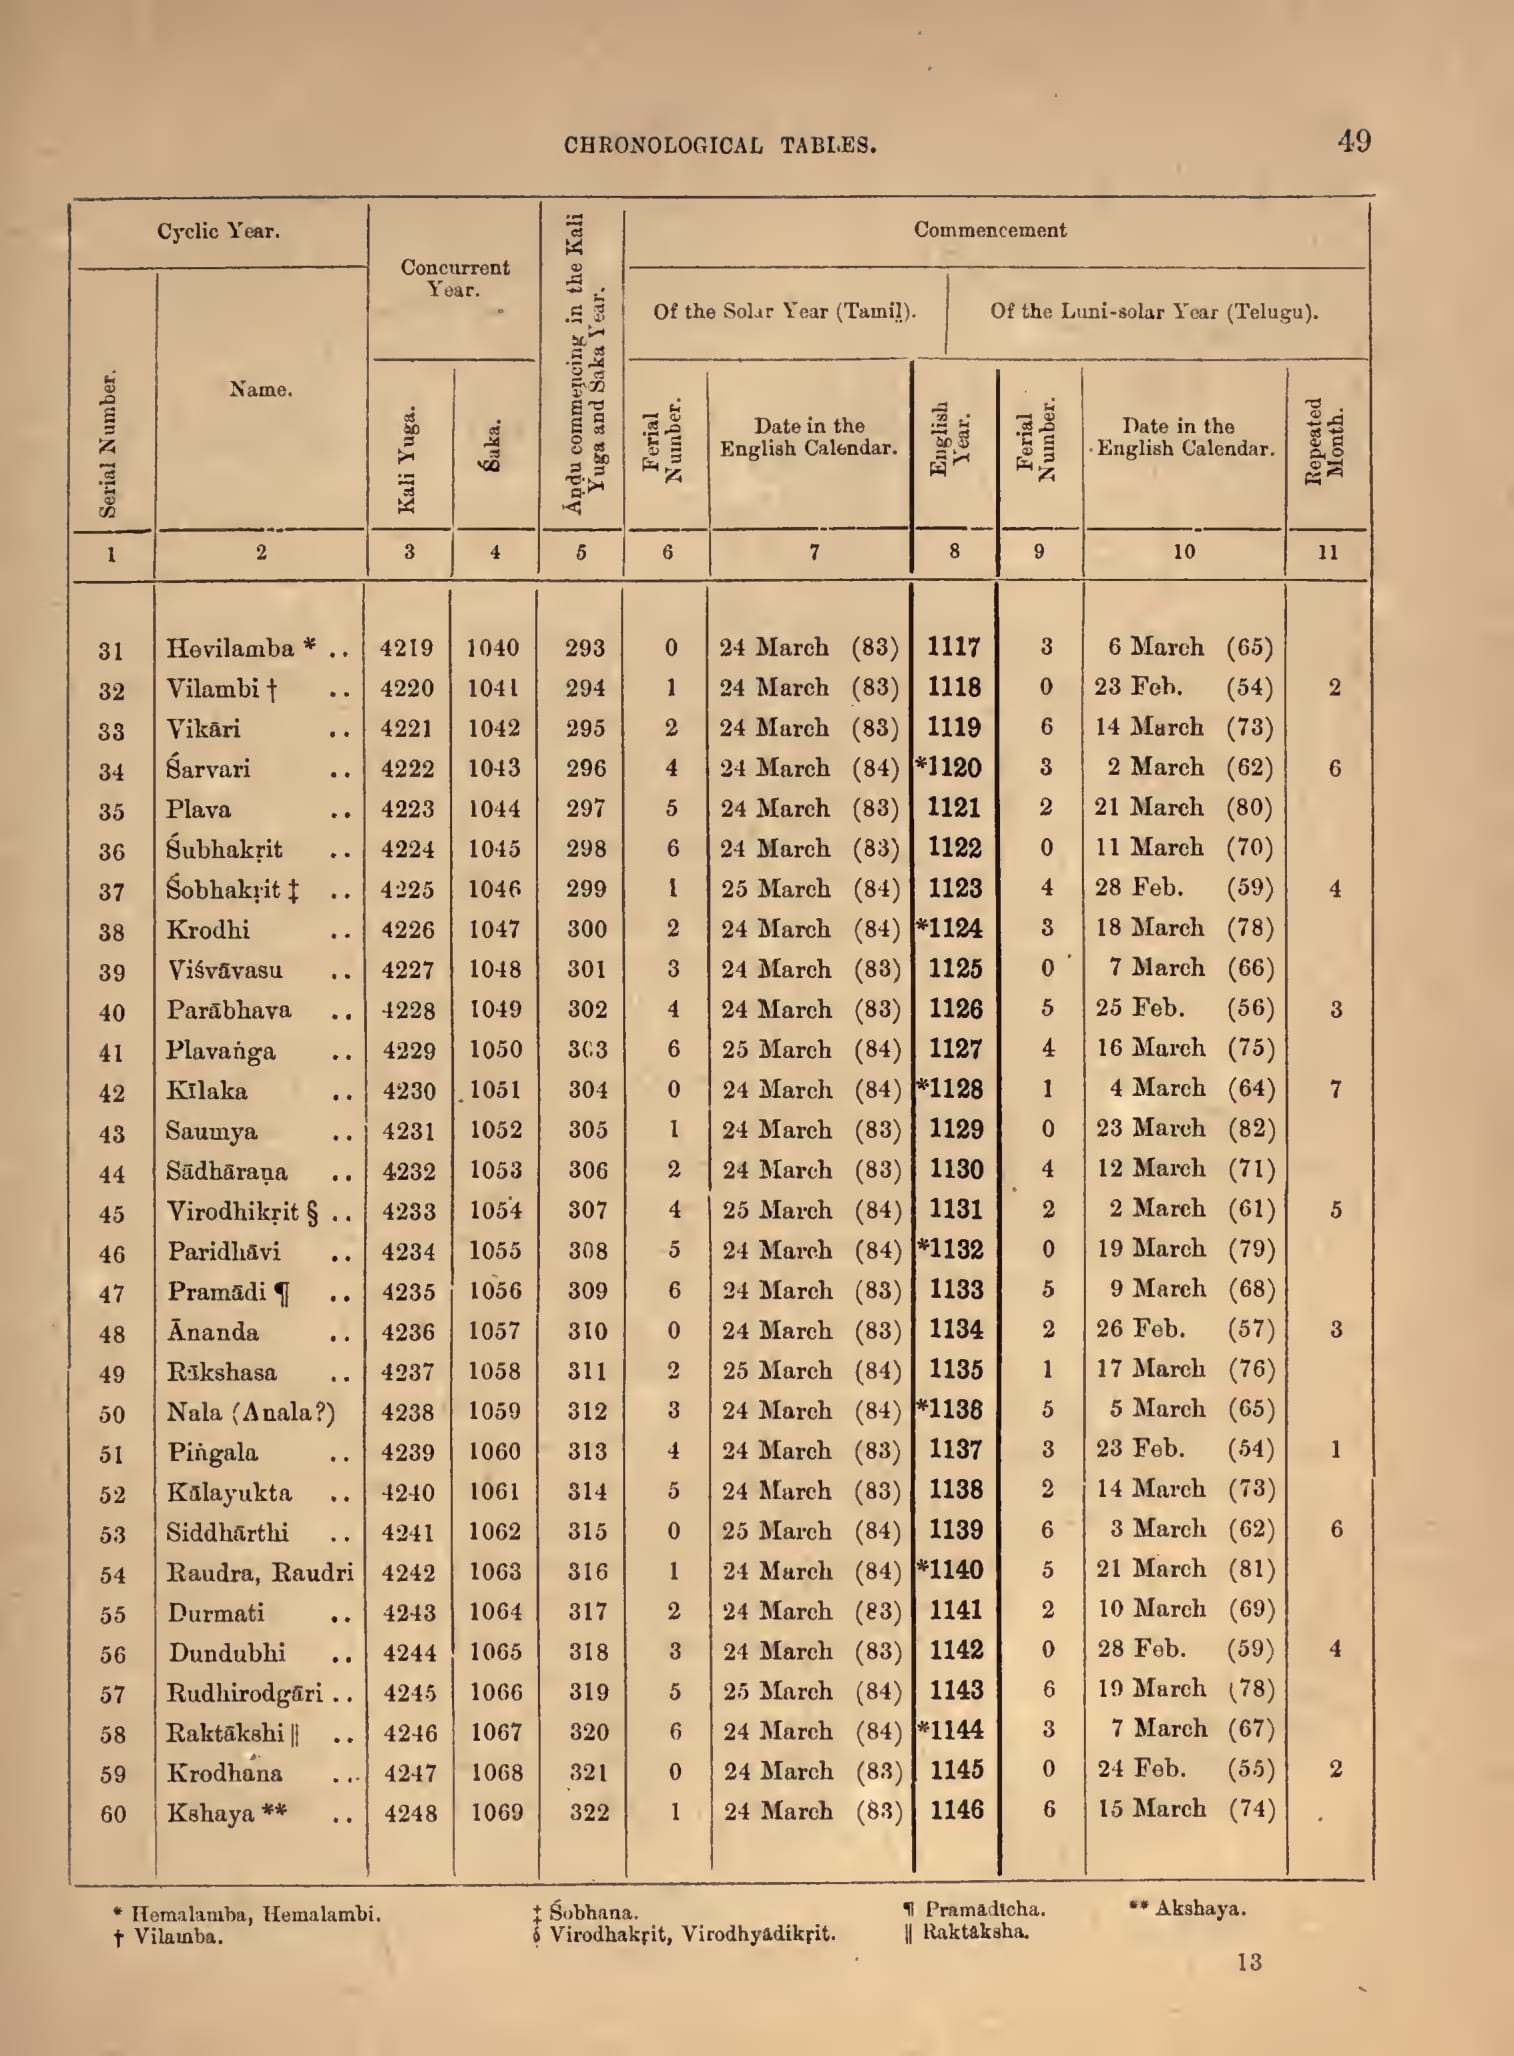 CHRONOLOGICAL TABLES. 49
Cyclic Year.
Concurrent
Year.
Āṇḍu commencing in the Kali
Yuga and Saka Year.
Commencement
Of the Solar Year (Tamil̤).
Of the Luni-solar Year (Telugu).
Serial Number.
Name.
Kali Yuga.
Śaka.
Ferial
Number.
Date in the
English Calendar.
English
Year.
Ferial
Number.
Date in the
English Calendar.
Repeated
Month.
1 2 3 4 5 6 7 8 9 10 11
31 Hevilamba * .. 4219 1040 293 0 24 March (83) 1117 3 6 March (65)
32 Vilambi † .. 4220 1041 294 1 24 March (83) 1118 0 23 Feb. (54) 2
33 Vikāri .. 4221 1042 295 2 24 March (83) 1119 6 14 March (73)
34 Śarvari .. 4222 1043 296 4 24 March (84) *1120 3 2 March (62) 6
35 Plava .. 4223 1044 297 5 24 March (83) 1121 2 21 March (80)
36 Śubhakṛit .. 4224 1045 298 6 24 March (83) 1122 0 11 March (70)
37 Śobhakṛit ‡ .. 4225 1046 299 1 25 March (84) 1123 4 28 Feb. (59) 4
38 Krodhi .. 4226 1047 300 2 24 March (84) *1124 3 18 March (78)
39 Viśvāvasu .. 4227 1048 301 3 24 March (83) 1125 0 7 March (66)
40 Parābhava .. 4228 1049 302 4 24 March (83) 1126 5 25 Feb. (56) 3
41 Plavaṅga .. 4229 1050 303 6 25 March (84) 1127 4 16 March (75)
42 Kīlaka .. 4230 1051 304 0 24 March (84) *1128 1 4 March (64) 7
43 Saumya .. 4231 1052 305 1 24 March (83) 1129 0 23 March (82)
44 Sādhāraṇa .. 4232 1053 306 2 24 March (83) 1130 4 12 March (71)
45 Virodhikṛit § .. 4233 1054 307 4 25 March (84) 1131 2 2 March (61) 5
46 Paridhāvi .. 4234 1055 308 5 24 March (84) *1132 0 19 March (79)
47 Pramādi ¶ .. 4235 1056 309 6 24 March (83) 1133 5 9 March (68)
48 Ānanda .. 4236 1057 310 0 24 March (83) 1134 2 26 Feb. (57) 3
49 Rākshasa .. 4237 1058 311 2 25 March (84) 1135 1 17 March (76)
50 Nala (Anala?) 4238 1059 312 3 24 March (84) *1136 5 5 March (65)
51 Piṅgala .. 4239 1060 313 4 24 March (83) 1137 3 23 Feb. (54) 1
52 Kālayukta .. 4240 1061 314 5 24 March (83) 1138 2 14 March (73)
53 Siddhārthi .. 4241 1062 315 0 25 March (84) 1139 6 3 March (62) 6
54 Raudra, Raudri 4242 1063 316 1 24 March (84) *1140 5 21 March (81)
55 Durmati .. 4243 1064 317 2 24 March (83) 1141 2 10 March (69)
56 Dundubhi .. 4244 1065 318 3 24 March (83) 1142 0 28 Feb. (59) 4
57 Rudhirodgāri .. 4245 1066 319 5 25 March (84) 1143 6 19 March (78)
58 Raktākshi ‖ .. 4246 1067 320 6 24 March (84) *1144 3 7 March (67)
59 Krodhana .. 4247 1068 321 0 24 March (83) 1145 0 24 Feb. (55) 2
60 Kshaya ** .. 4248 1069 322 1 24 March (83) 1146 6 15 March (74)
* Hemalamba, Hemalambi. ‡ Śobhana. ¶ Pramādīcha. ** Akshaya.
† Vilamba. § Virodhakṛit, Virodhyādikṛit. ‖ Raktāksha.
13